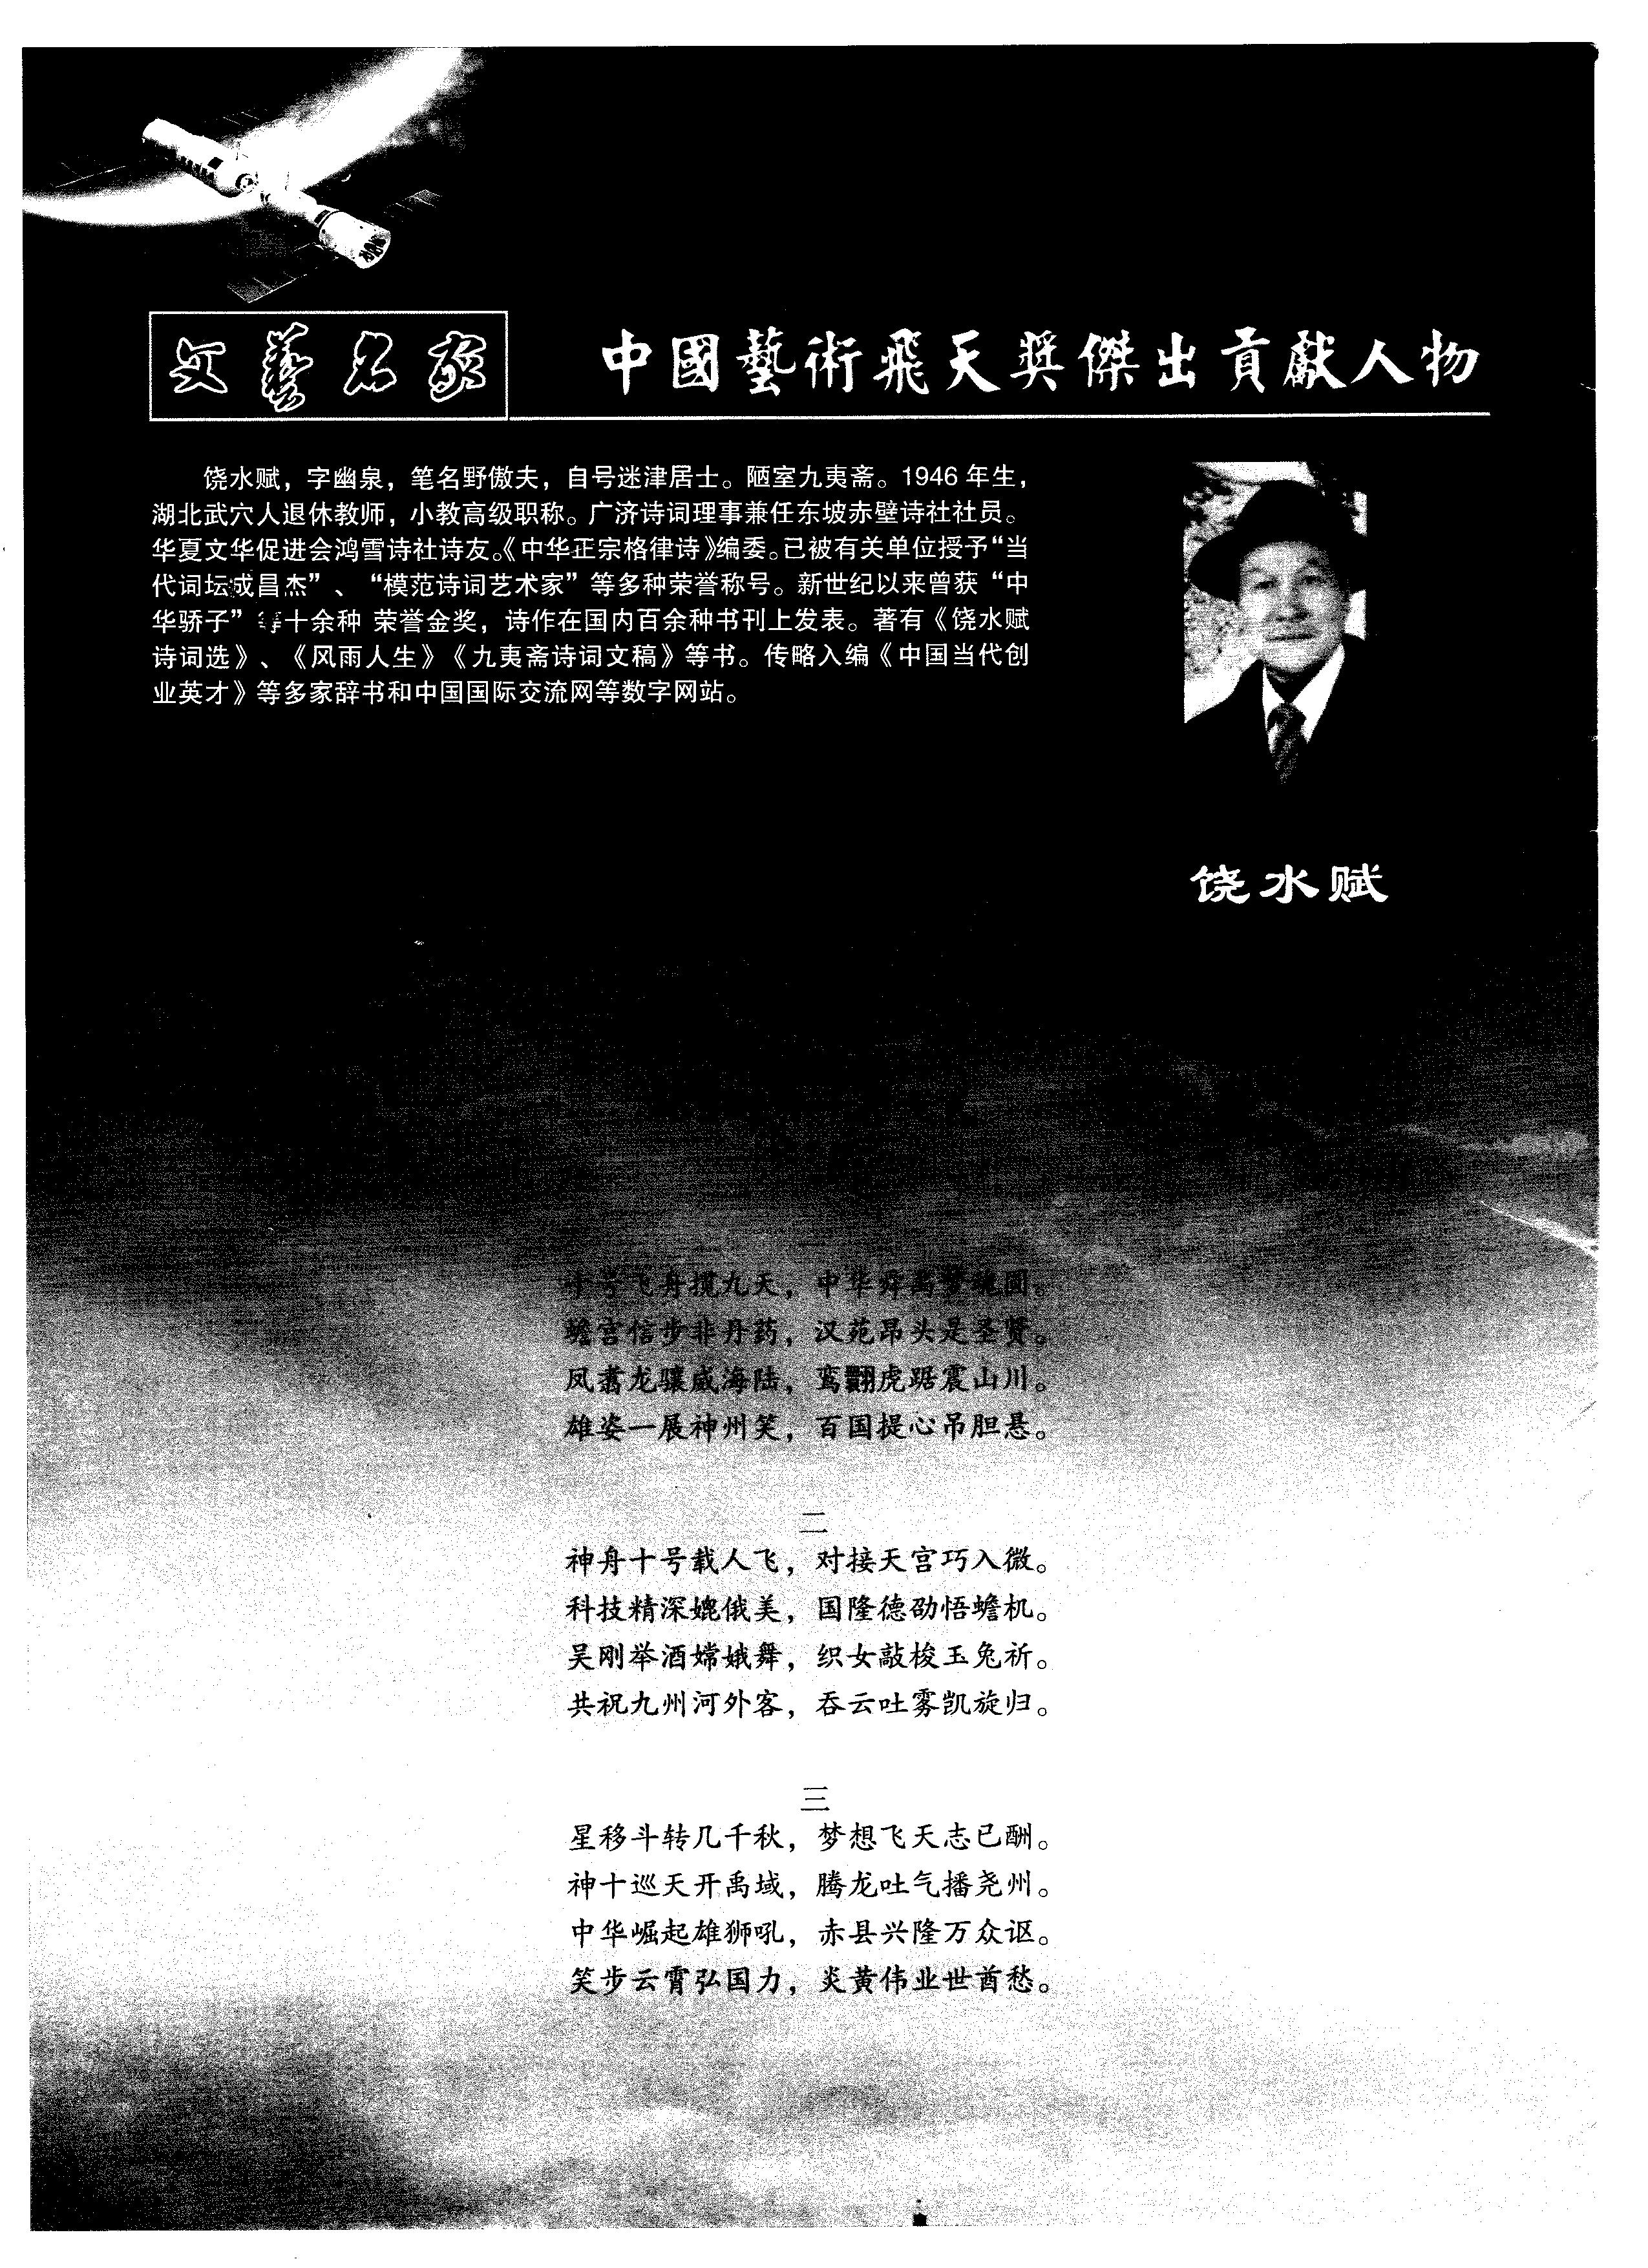 文藝名家
中國藝術飛天奖傑出貢獻人物
饶水赋，字幽泉，笔名野傲夫，自号迷津居士。陋室九夷斋。1946 年生，
湖北武穴人退休教师，小教高级职称。广济诗词理事兼任东坡赤壁诗社社员。
华夏文华促进会鸿雪诗社诗友。《中华正宗格律诗》编委。已被有关单位授予“当
代词坛成昌杰”、“模范诗词艺术家”等多种荣誉称号。新世纪以来曾获“中
华骄子”等十余种 荣誉金奖，诗作在国内百余种书刊上发表。著有《饶水赋
诗词选》、《风雨人生》《九夷斋诗词文稿》等书。传略入编《中国当代创
业英才》等多家辞书和中国国际交流网等数字网站。
饶水赋
十号飞舟揽九天，中华舜禹梦魂圆。
蟾宫信步非丹药，汉苑昂头是圣贤。
凤翥龙骧威海陆，鸾翾虎踞震山川。
雄姿一展神州笑，百国提心吊胆悬。
二
神舟十号载人飞，对接天宫巧入微。
科技精深媲俄美，国隆德劭悟蟾机。
吴刚举酒嫦娥舞，织女敲梭玉兔祈。
共祝九州河外客，吞云吐雾凯旋归。
三
星移斗转几千秋，梦想飞天志已酬。
神十巡天开禹域，腾龙吐气播尧州。
中华崛起雄狮吼，赤县兴隆万众讴。
笑步云霄弘国力，炎黄伟业世酋愁。